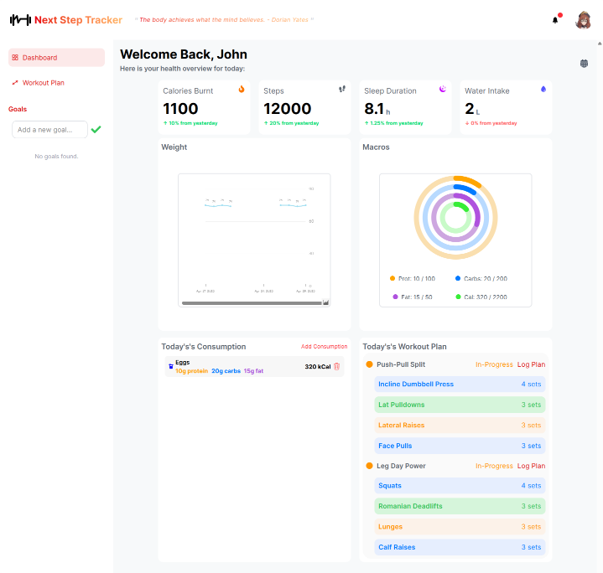 Next Step Tracker
" The body achieves what the mind believes. - Dorian Yates "
Dashboard
Workout Plan
Goals
Add a new goal...
No goals found.
Welcome Back, John
Here is your health overview for today:
Calories Burnt
1100
↑ 10% from yesterday
Steps
12000
↑ 20% from yesterday
Sleep Duration
8.1 h
↑ 1.25% from yesterday
Water Intake
2 L
↓ 0% from yesterday
Weight
Macros
Prot: 10 / 100
Carbs: 20 / 200
Fat: 15 / 50
Cal: 320 / 2200
Today's's Consumption
Add Consumption
Eggs
10g protein 20g carbs 15g fat
320 kCal
Today's's Workout Plan
Push-Pull Split In-Progress Log Plan
Incline Dumbbell Press 4 sets
Lat Pulldowns 3 sets
Lateral Raises 3 sets
Face Pulls 3 sets
Leg Day Power In-Progress Log Plan
Squats 4 sets
Romanian Deadlifts 3 sets
Lunges 3 sets
Calf Raises 3 sets